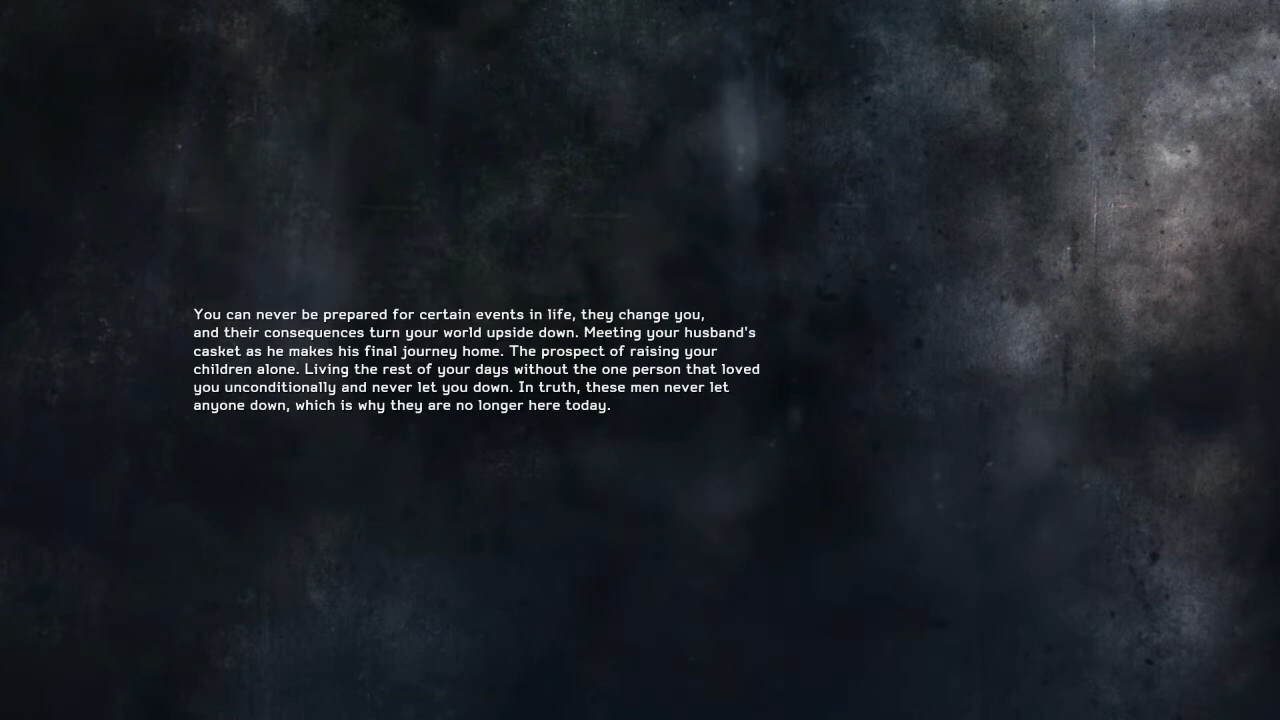 You can never be prepared for certain events in life, they change you,
and their consequences turn your world upside down. Meeting your husband's
casket as he makes his final journey home. The prospect of raising your
children alone. Living the rest of your days without the one person that loved
you unconditionally and never let you down. In truth, these men never let
anyone down, which is why they are no longer here today.